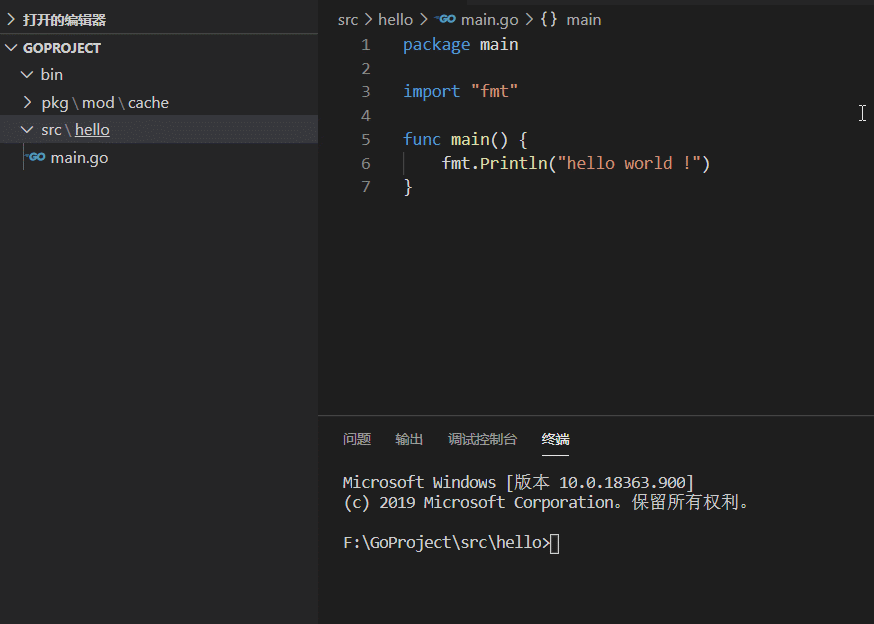 打开的编辑器
GOPROJECT
bin
pkg \ mod \ cache
src \ hello
GO main.go
src > hello > GO main.go > {} main
1 package main
2
3 import "fmt"
4
5 func main() {
6     fmt.Println("hello world !")
7 }
问题 输出 调试控制台 终端
Microsoft Windows [版本 10.0.18363.900]
(c) 2019 Microsoft Corporation。保留所有权利。
F:\GoProject\src\hello>